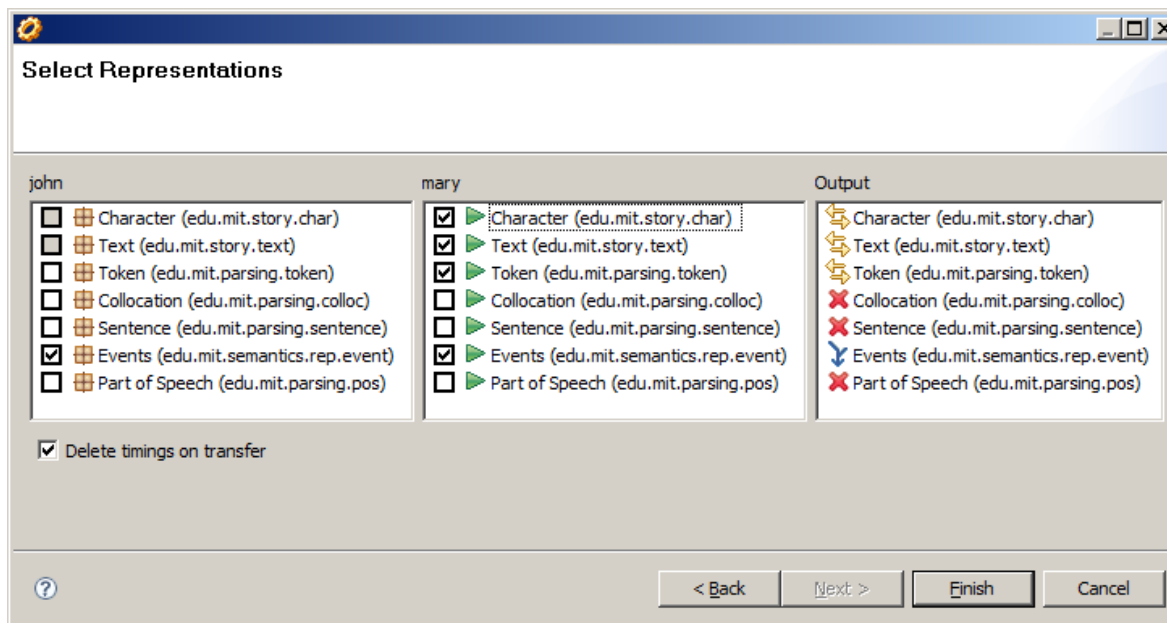 Select Representations
john
Character (edu.mit.story.char)
Text (edu.mit.story.text)
Token (edu.mit.parsing.token)
Collocation (edu.mit.parsing.colloc)
Sentence (edu.mit.parsing.sentence)
Events (edu.mit.semantics.rep.event)
Part of Speech (edu.mit.parsing.pos)
mary
Character (edu.mit.story.char)
Text (edu.mit.story.text)
Token (edu.mit.parsing.token)
Collocation (edu.mit.parsing.colloc)
Sentence (edu.mit.parsing.sentence)
Events (edu.mit.semantics.rep.event)
Part of Speech (edu.mit.parsing.pos)
Output
Character (edu.mit.story.char)
Text (edu.mit.story.text)
Token (edu.mit.parsing.token)
Collocation (edu.mit.parsing.colloc)
Sentence (edu.mit.parsing.sentence)
Events (edu.mit.semantics.rep.event)
Part of Speech (edu.mit.parsing.pos)
Delete timings on transfer
?
< Back
Next >
Finish
Cancel